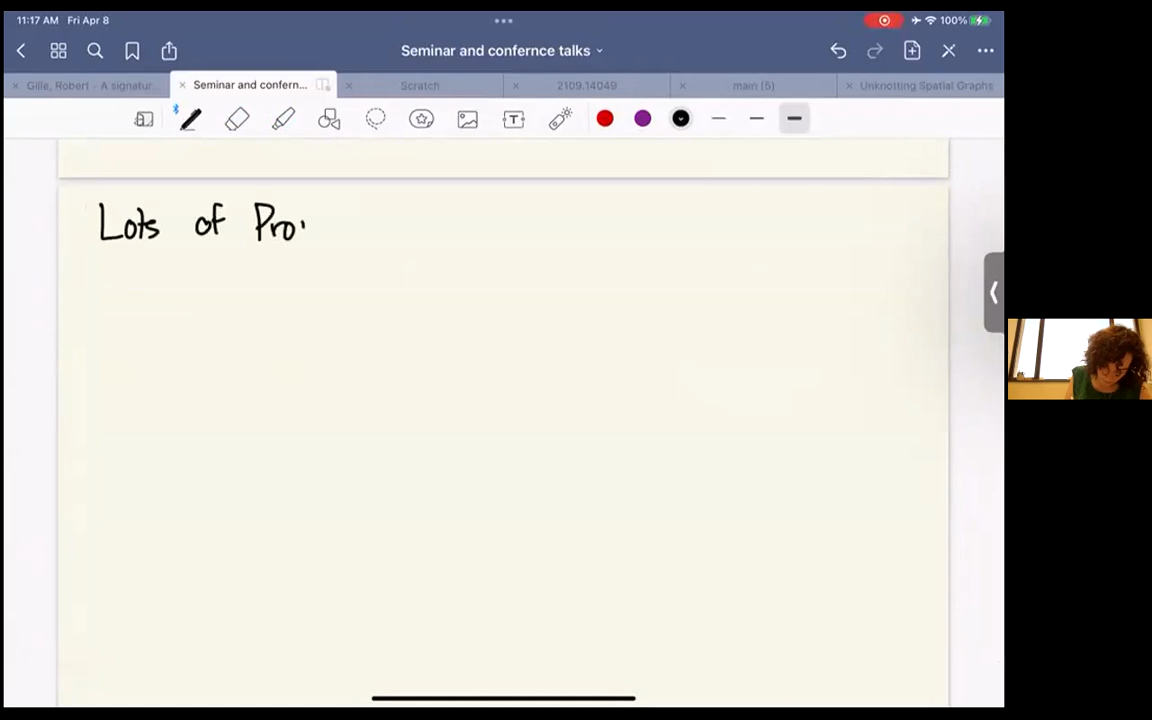 11:17 AM Fri Apr 8
100%
Seminar and confernce talks
Gille, Robert - A signatur...
Seminar and confern...
Scratch
2109.14049
main (5)
Unknotting Spatial Graphs
T
Lots of Pro